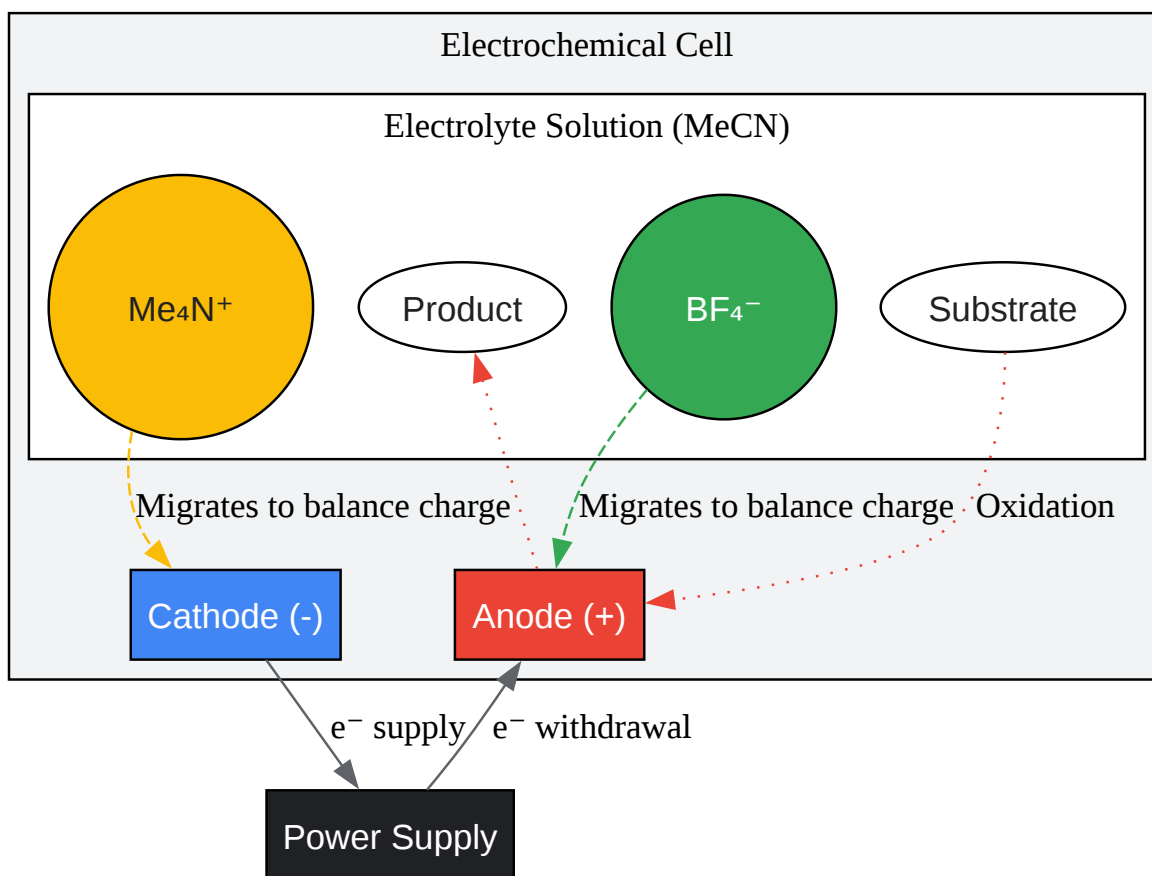 Electrochemical Cell
Electrolyte Solution (MeCN)
Me₄N⁺
Product
BF₄⁻
Substrate
Migrates to balance charge
Migrates to balance charge
Oxidation
Cathode (-)
Anode (+)
e⁻ supply
e⁻ withdrawal
Power Supply